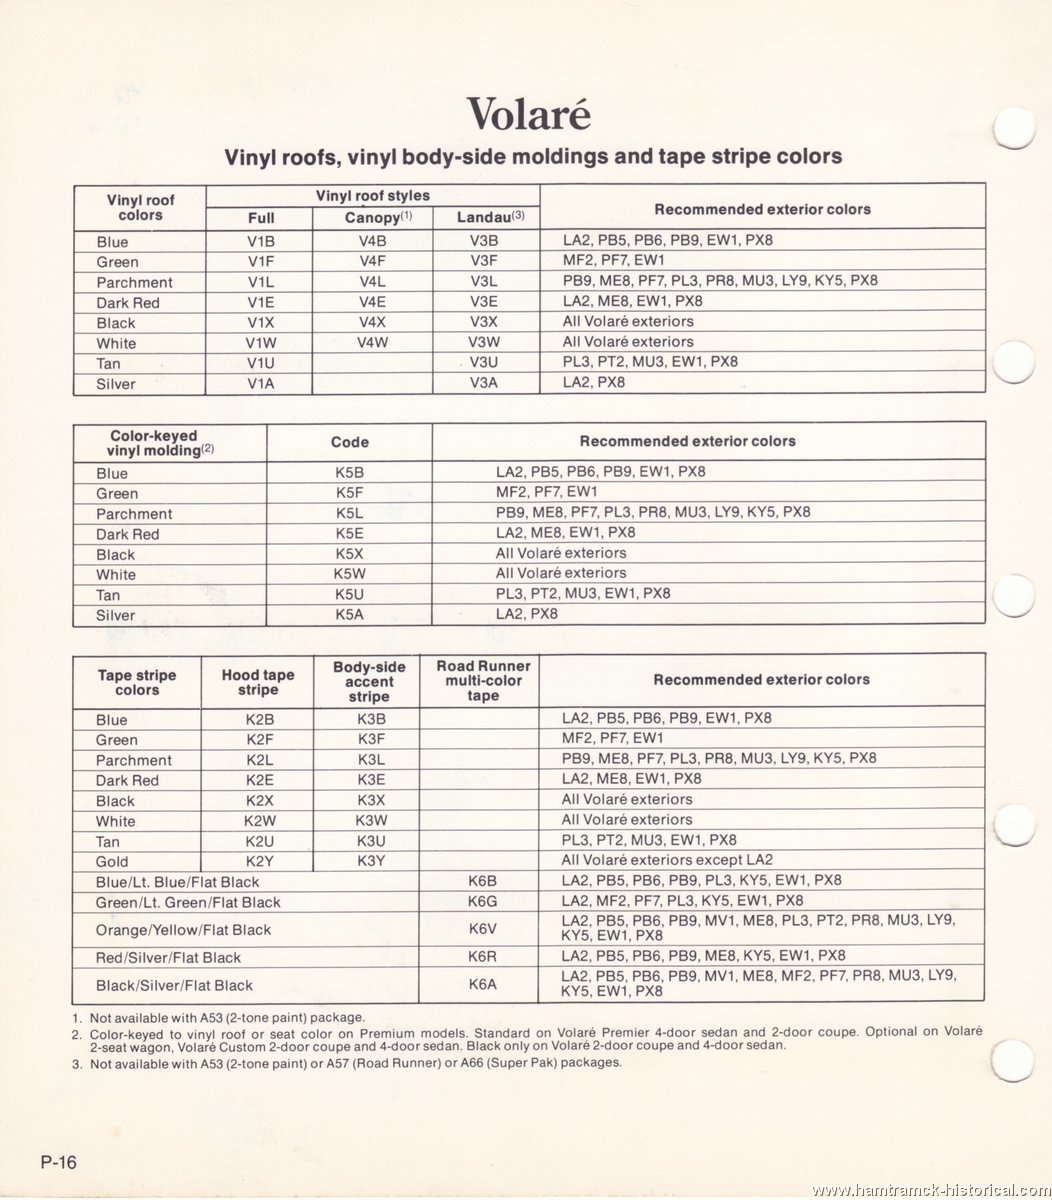 Volaré
Vinyl roofs, vinyl body-side moldings and tape stripe colors
Vinyl roof colors | Vinyl roof styles | Recommended exterior colors
Full | Canopy(1) | Landau(3)
Blue | V1B | V4B | V3B | LA2, PB5, PB6, PB9, EW1, PX8
Green | V1F | V4F | V3F | MF2, PF7, EW1
Parchment | V1L | V4L | V3L | PB9, ME8, PF7, PL3, PR8, MU3, LY9, KY5, PX8
Dark Red | V1E | V4E | V3E | LA2, ME8, EW1, PX8
Black | V1X | V4X | V3X | All Volaré exteriors
White | V1W | V4W | V3W | All Volaré exteriors
Tan | V1U | | V3U | PL3, PT2, MU3, EW1, PX8
Silver | V1A | | V3A | LA2, PX8
Color-keyed vinyl molding(2) | Code | Recommended exterior colors
Blue | K5B | LA2, PB5, PB6, PB9, EW1, PX8
Green | K5F | MF2, PF7, EW1
Parchment | K5L | PB9, ME8, PF7, PL3, PR8, MU3, LY9, KY5, PX8
Dark Red | K5E | LA2, ME8, EW1, PX8
Black | K5X | All Volaré exteriors
White | K5W | All Volaré exteriors
Tan | K5U | PL3, PT2, MU3, EW1, PX8
Silver | K5A | LA2, PX8
Tape stripe colors | Hood tape stripe | Body-side accent stripe | Road Runner multi-color tape | Recommended exterior colors
Blue | K2B | K3B | | LA2, PB5, PB6, PB9, EW1, PX8
Green | K2F | K3F | | MF2, PF7, EW1
Parchment | K2L | K3L | | PB9, ME8, PF7, PL3, PR8, MU3, LY9, KY5, PX8
Dark Red | K2E | K3E | | LA2, ME8, EW1, PX8
Black | K2X | K3X | | All Volaré exteriors
White | K2W | K3W | | All Volaré exteriors
Tan | K2U | K3U | | PL3, PT2, MU3, EW1, PX8
Gold | K2Y | K3Y | | All Volaré exteriors except LA2
Blue/Lt. Blue/Flat Black | K6B | LA2, PB5, PB6, PB9, PL3, KY5, EW1, PX8
Green/Lt. Green/Flat Black | K6G | LA2, MF2, PF7, PL3, KY5, EW1, PX8
Orange/Yellow/Flat Black | K6V | LA2, PB5, PB6, PB9, MV1, ME8, PL3, PT2, PR8, MU3, LY9,
KY5, EW1, PX8
Red/Silver/Flat Black | K6R | LA2, PB5, PB6, PB9, ME8, KY5, EW1, PX8
Black/Silver/Flat Black | K6A | LA2, PB5, PB6, PB9, MV1, ME8, MF2, PF7, PR8, MU3, LY9,
KY5, EW1, PX8
1. Not available with A53 (2-tone paint) package.
2. Color-keyed to vinyl roof or seat color on Premium models. Standard on Volaré Premier 4-door sedan and 2-door coupe. Optional on Volaré
2-seat wagon, Volaré Custom 2-door coupe and 4-door sedan. Black only on Volaré 2-door coupe and 4-door sedan.
3. Not available with A53 (2-tone paint) or A57 (Road Runner) or A66 (Super Pak) packages.
P-16
www.hamtramck-historical.com